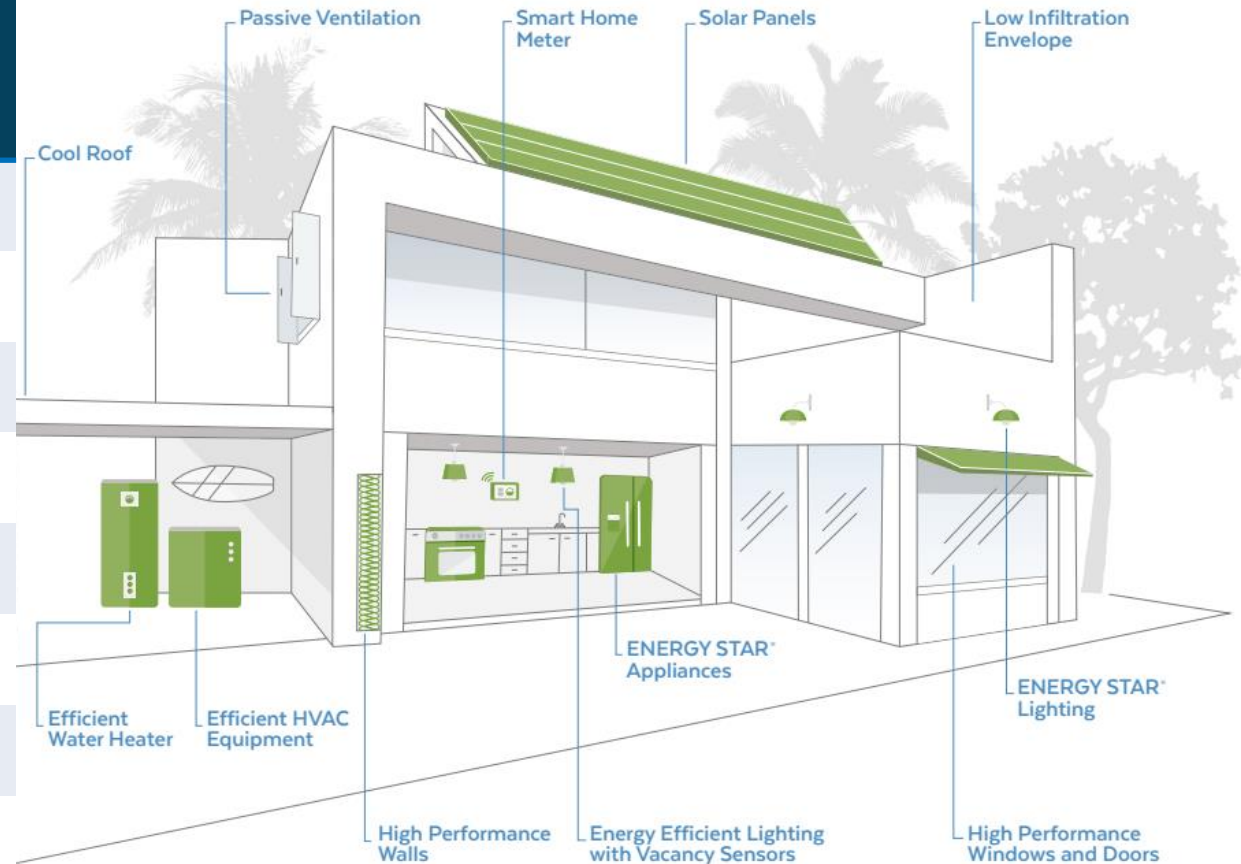 Passive Ventilation
Smart Home
Meter
Solar Panels
Low Infiltration
Envelope
Cool Roof
ENERGY STAR®
Appliances
ENERGY STAR®
Lighting
Efficient
Water Heater
Efficient HVAC
Equipment
High Performance
Walls
Energy Efficient Lighting
with Vacancy Sensors
High Performance
Windows and Doors